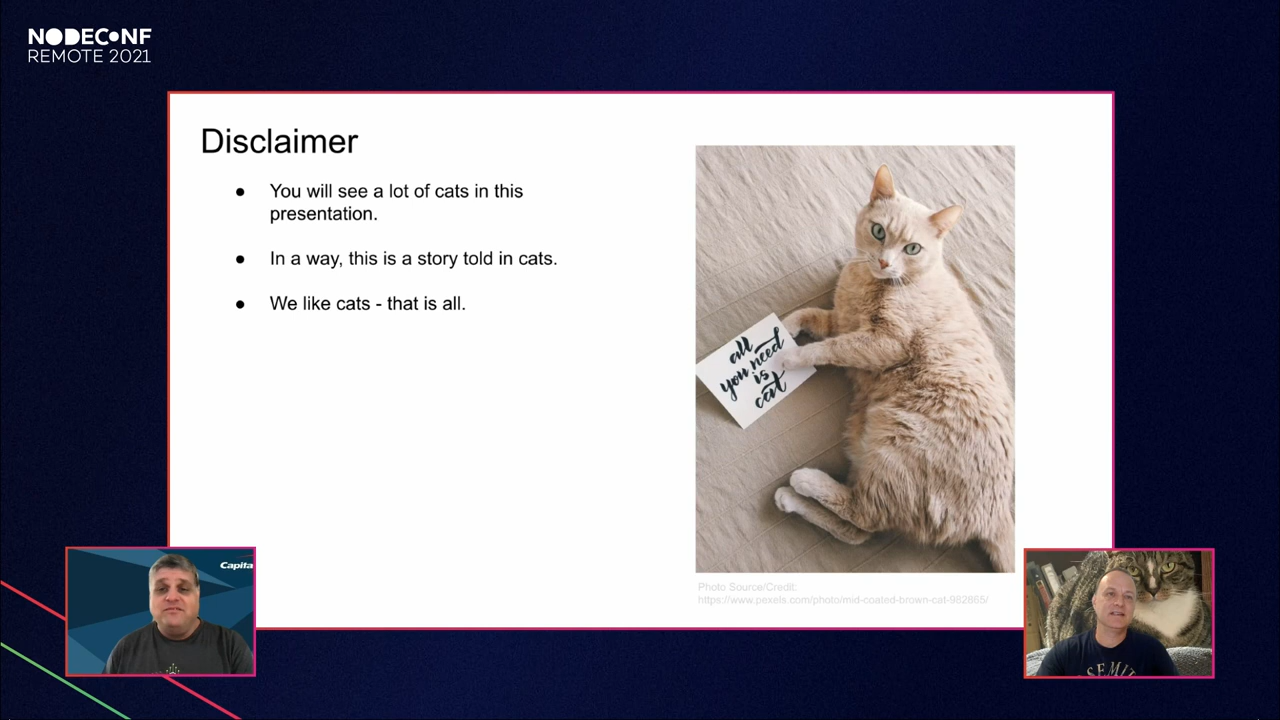 NODECONF
REMOTE 2021
Disclaimer
● You will see a lot of cats in this
presentation.
● In a way, this is a story told in cats.
● We like cats - that is all.
all
you need
is
cat
Photo Source/Credit:
https://www.pexels.com/photo/mid-coated-brown-cat-982865/
Capita
SEMIT